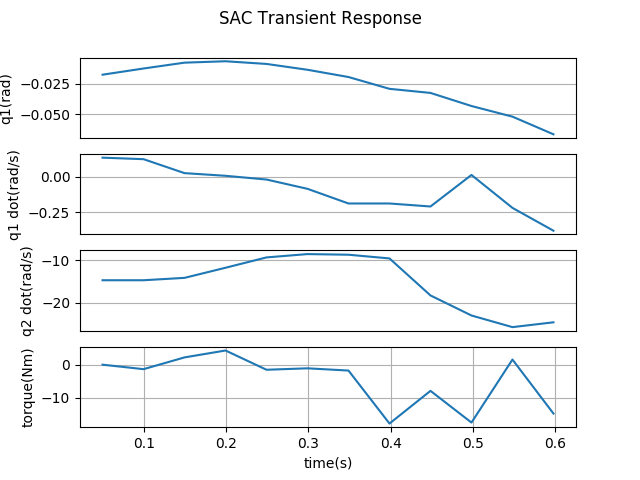 SAC Transient Response
q1(rad)
−0.025
−0.050
q1 dot(rad/s)
0.00
−0.25
q2 dot(rad/s)
−10
−20
torque(Nm)
0
−10
0.1 0.2 0.3 0.4 0.5 0.6
time(s)